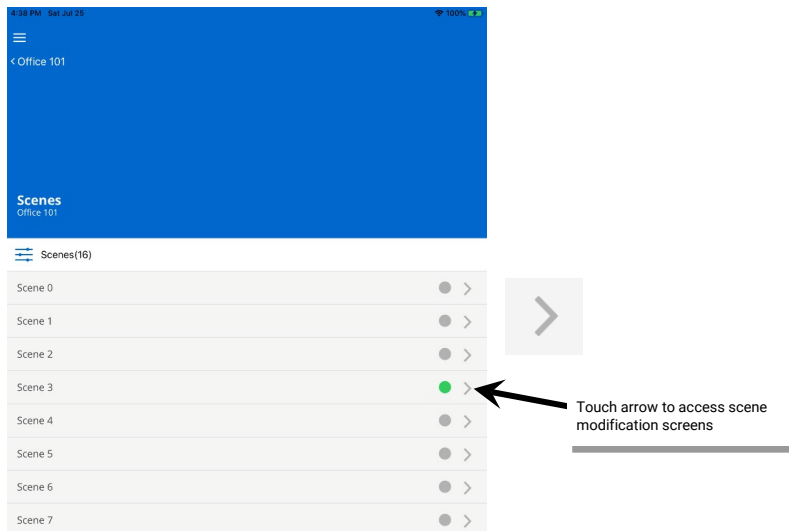 4:38 PM Sat Jul 25 100%
Office 101
Scenes
Office 101
Scenes(16)
Scene 0
Scene 1
Scene 2
Scene 3
Scene 4
Scene 5
Scene 6
Scene 7
Touch arrow to access scene
modification screens